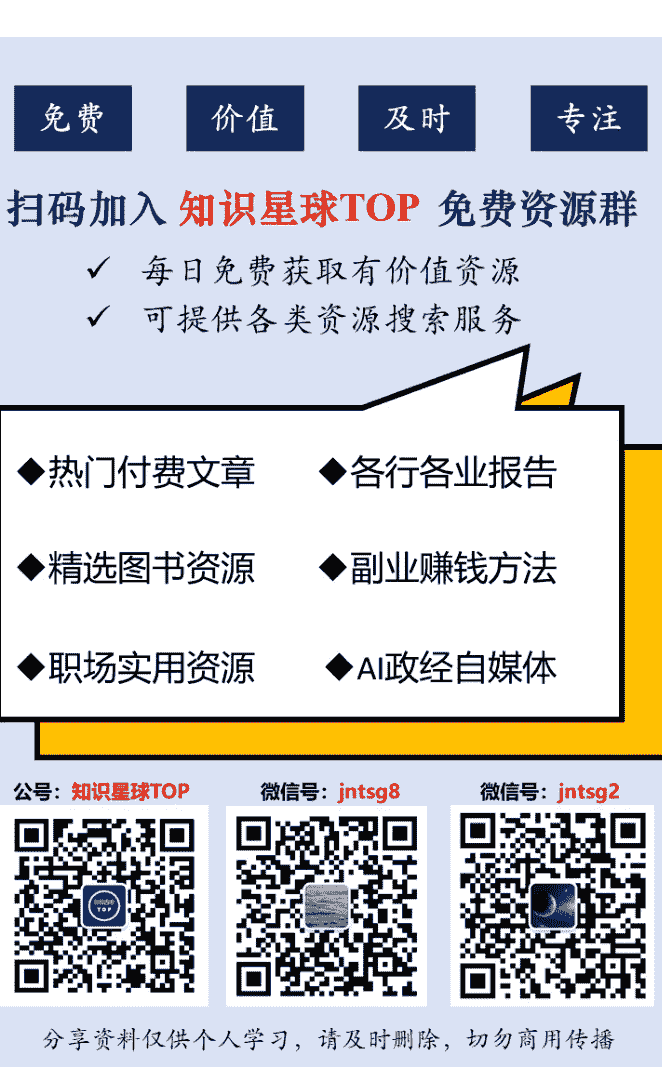 免费 价值 及时 专注
扫码加入 知识星球TOP 免费资源群
✓ 每日免费获取有价值资源
✓ 可提供各类资源搜索服务
◆热门付费文章 ◆各行各业报告
◆精选图书资源 ◆副业赚钱方法
◆职场实用资源 ◆AI政经自媒体
公号：知识星球TOP 微信号：jntsg8 微信号：jntsg2
分享资料仅供个人学习，请及时删除，切勿商用传播